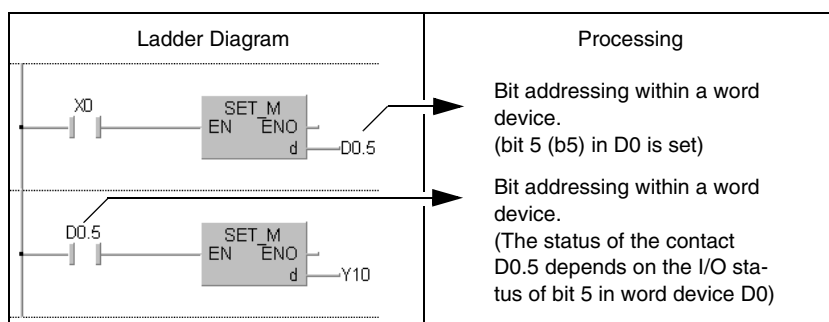 Ladder Diagram
Processing
X0
SET_M
EN ENO
d
D0.5
Bit addressing within a word
device.
(bit 5 (b5) in D0 is set)
D0.5
SET_M
EN ENO
d
Y10
Bit addressing within a word
device.
(The status of the contact
D0.5 depends on the I/O sta-
tus of bit 5 in word device D0)